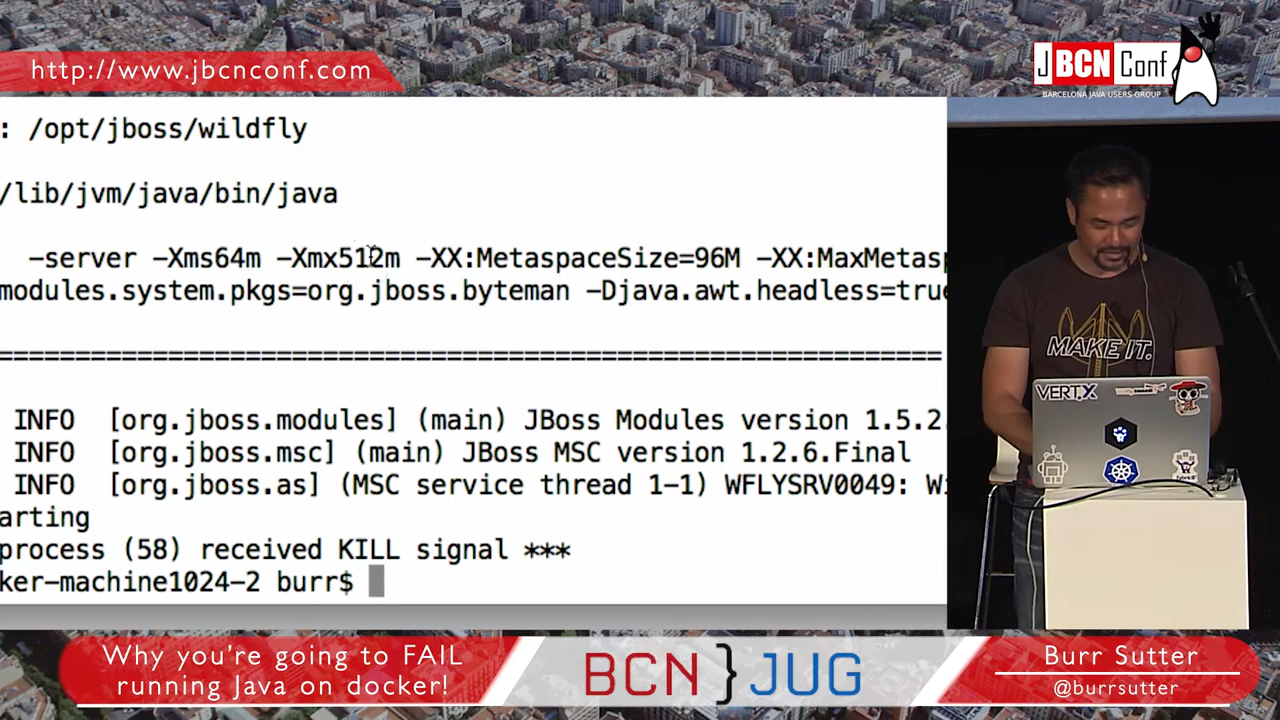 http://www.jbcnconf.com
JBCNConf
BARCELONA JAVA USERS GROUP
: /opt/jboss/wildfly
/lib/jvm/java/bin/java
-server -Xms64m -Xmx512m -XX:MetaspaceSize=96M -XX:MaxMetasp
modules.system.pkgs=org.jboss.byteman -Djava.awt.headless=true
=============================================================
INFO [org.jboss.modules] (main) JBoss Modules version 1.5.2.
INFO [org.jboss.msc] (main) JBoss MSC version 1.2.6.Final
INFO [org.jboss.as] (MSC service thread 1-1) WFLYSRV0049: Wi
arting
process (58) received KILL signal ***
ker-machine1024-2 burr$
MAKE IT.
VERT.X
Why you're going to FAIL
running Java on docker!
BCN}JUG
Burr Sutter
@burrsutter